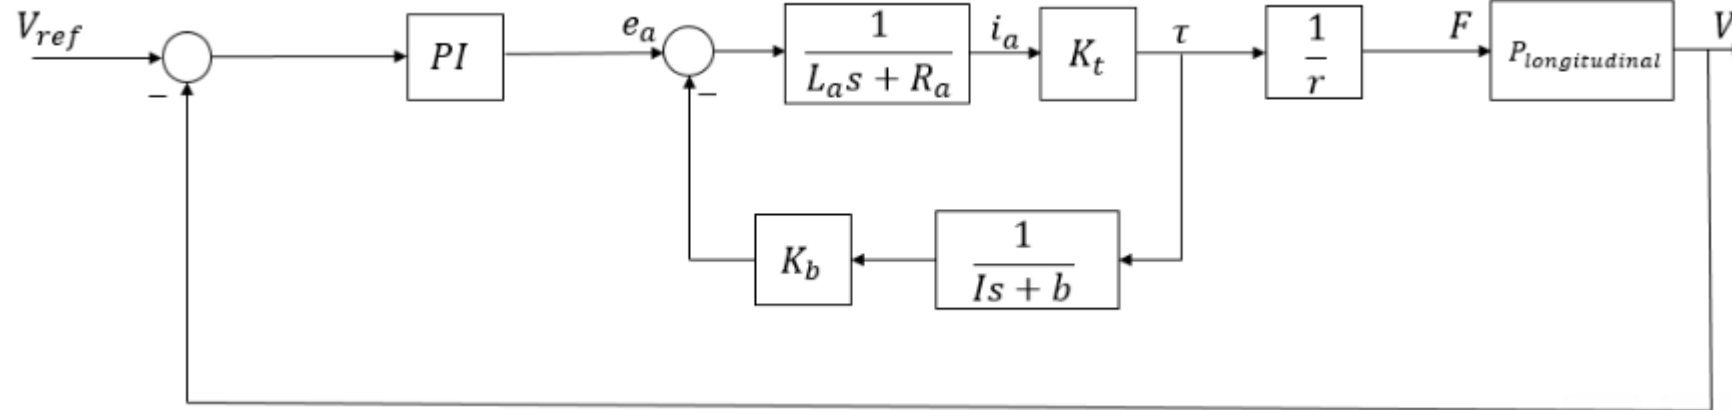 V_ref
−
PI
e_a
−
1
L_a s + R_a
i_a
K_t
τ
1
r
F
P_longitudinal
V
K_b
1
Is + b